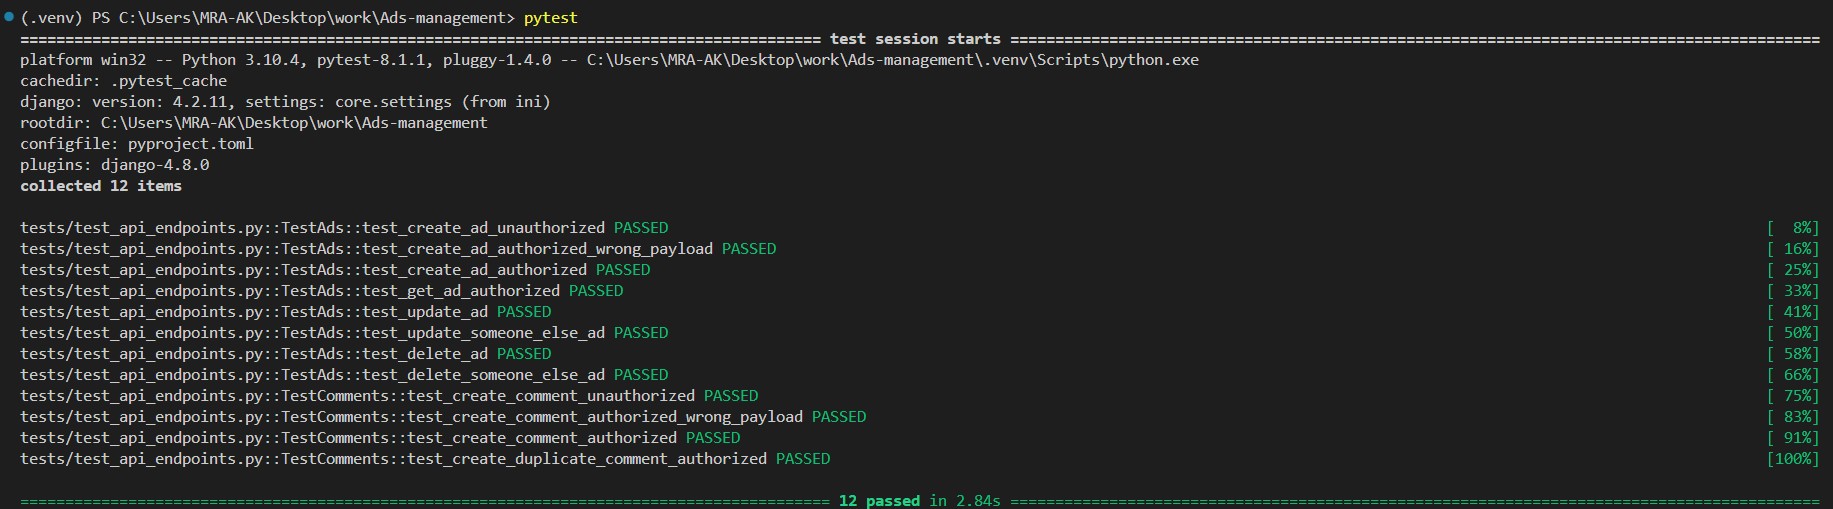 (.venv) PS C:\Users\MRA-AK\Desktop\work\Ads-management> pytest
========================================================================================= test session starts ==========================================================================================
platform win32 -- Python 3.10.4, pytest-8.1.1, pluggy-1.4.0 -- C:\Users\MRA-AK\Desktop\work\Ads-management\.venv\Scripts\python.exe
cachedir: .pytest_cache
django: version: 4.2.11, settings: core.settings (from ini)
rootdir: C:\Users\MRA-AK\Desktop\work\Ads-management
configfile: pyproject.toml
plugins: django-4.8.0
collected 12 items
tests/test_api_endpoints.py::TestAds::test_create_ad_unauthorized PASSED [  8%]
tests/test_api_endpoints.py::TestAds::test_create_ad_authorized_wrong_payload PASSED [ 16%]
tests/test_api_endpoints.py::TestAds::test_create_ad_authorized PASSED [ 25%]
tests/test_api_endpoints.py::TestAds::test_get_ad_authorized PASSED [ 33%]
tests/test_api_endpoints.py::TestAds::test_update_ad PASSED [ 41%]
tests/test_api_endpoints.py::TestAds::test_update_someone_else_ad PASSED [ 50%]
tests/test_api_endpoints.py::TestAds::test_delete_ad PASSED [ 58%]
tests/test_api_endpoints.py::TestAds::test_delete_someone_else_ad PASSED [ 66%]
tests/test_api_endpoints.py::TestComments::test_create_comment_unauthorized PASSED [ 75%]
tests/test_api_endpoints.py::TestComments::test_create_comment_authorized_wrong_payload PASSED [ 83%]
tests/test_api_endpoints.py::TestComments::test_create_comment_authorized PASSED [ 91%]
tests/test_api_endpoints.py::TestComments::test_create_duplicate_comment_authorized PASSED [100%]
========================================================================================== 12 passed in 2.84s ==========================================================================================